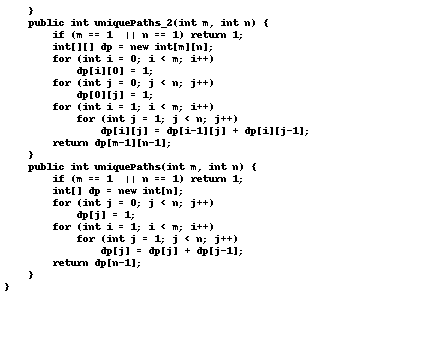 }
    public int uniquePaths_2(int m, int n) {
        if (m == 1  || n == 1) return 1;
        int[][] dp = new int[m][n];
        for (int i = 0; i < m; i++)
            dp[i][0] = 1;
        for (int j = 0; j < n; j++)
            dp[0][j] = 1;
        for (int i = 1; i < m; i++)
            for (int j = 1; j < n; j++)
                dp[i][j] = dp[i-1][j] + dp[i][j-1];
        return dp[m-1][n-1];
    }
    public int uniquePaths(int m, int n) {
        if (m == 1  || n == 1) return 1;
        int[] dp = new int[n];
        for (int j = 0; j < n; j++)
            dp[j] = 1;
        for (int i = 1; i < m; i++)
            for (int j = 1; j < n; j++)
                dp[j] = dp[j] + dp[j-1];
        return dp[n-1];
    }
}